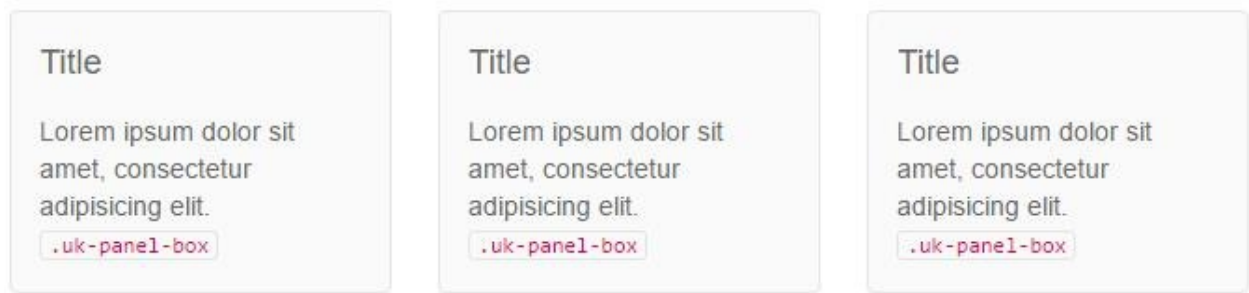 Title
Lorem ipsum dolor sit
amet, consectetur
adipisicing elit.
.uk-panel-box
Title
Lorem ipsum dolor sit
amet, consectetur
adipisicing elit.
.uk-panel-box
Title
Lorem ipsum dolor sit
amet, consectetur
adipisicing elit.
.uk-panel-box